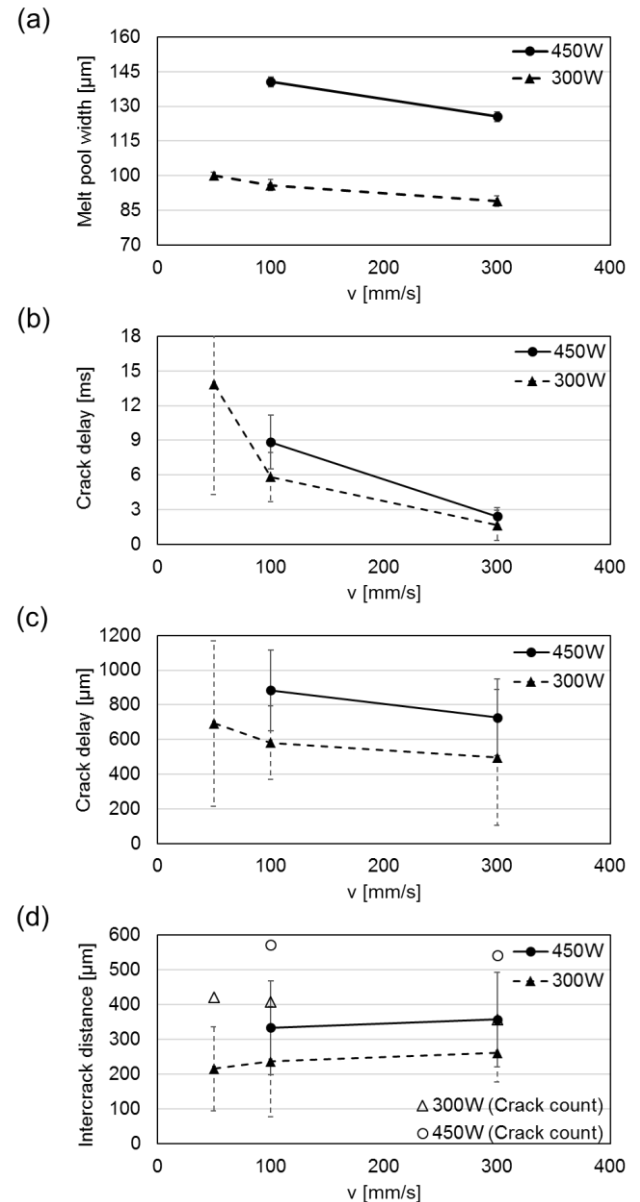 (a)
160
145
130
115
100
85
70
Melt pool width [µm]
450W
300W
0 100 200 300 400
v [mm/s]
(b)
18
15
12
9
6
3
0
Crack delay [ms]
450W
300W
0 100 200 300 400
v [mm/s]
(c)
1200
1000
800
600
400
200
0
Crack delay [µm]
450W
300W
0 100 200 300 400
v [mm/s]
(d)
600
500
400
300
200
100
0
Intercrack distance [µm]
450W
300W
300W (Crack count)
450W (Crack count)
0 100 200 300 400
v [mm/s]